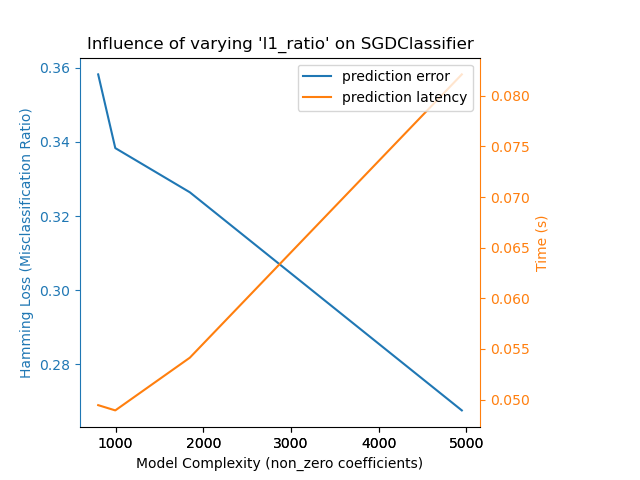 Influence of varying 'l1_ratio' on SGDClassifier
prediction error
prediction latency
0.36
0.34
0.32
0.30
0.28
Hamming Loss (Misclassification Ratio)
0.080
0.075
0.070
0.065
0.060
0.055
0.050
Time (s)
1000 2000 3000 4000 5000
Model Complexity (non_zero coefficients)